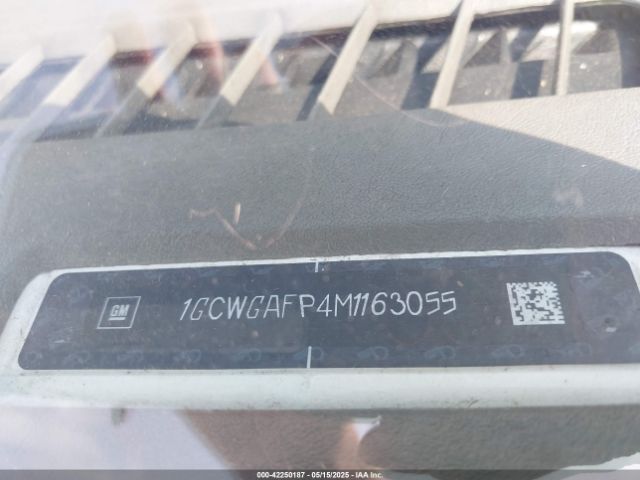 GM
1GCWGAFP4M1163055
000-42250187 - 05/15/2025 - IAA Inc.